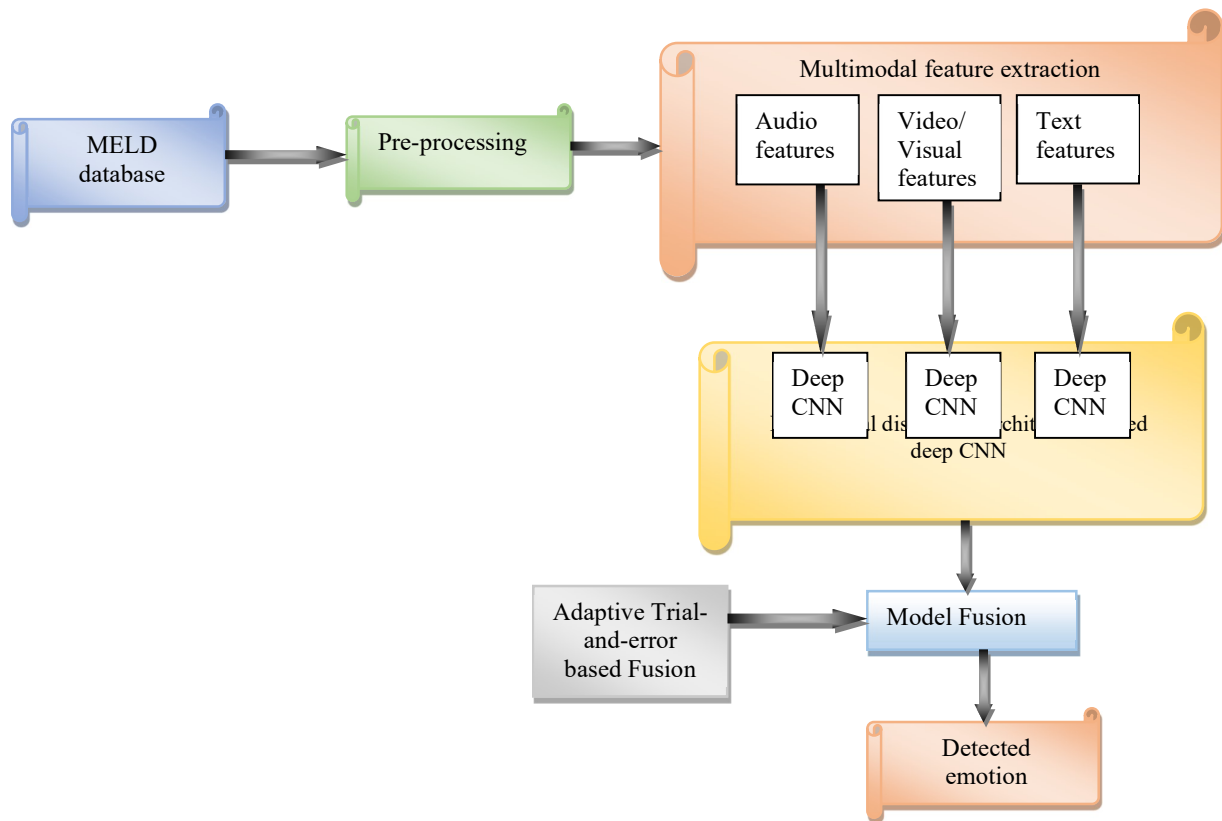 Multimodal feature extraction
MELD
database
Pre-processing
Audio
features
Video/
Visual
features
Text
features
Deep
CNN
Deep
CNN
Deep
CNN
deep CNN
Adaptive Trial-
and-error
based Fusion
Model Fusion
Detected
emotion